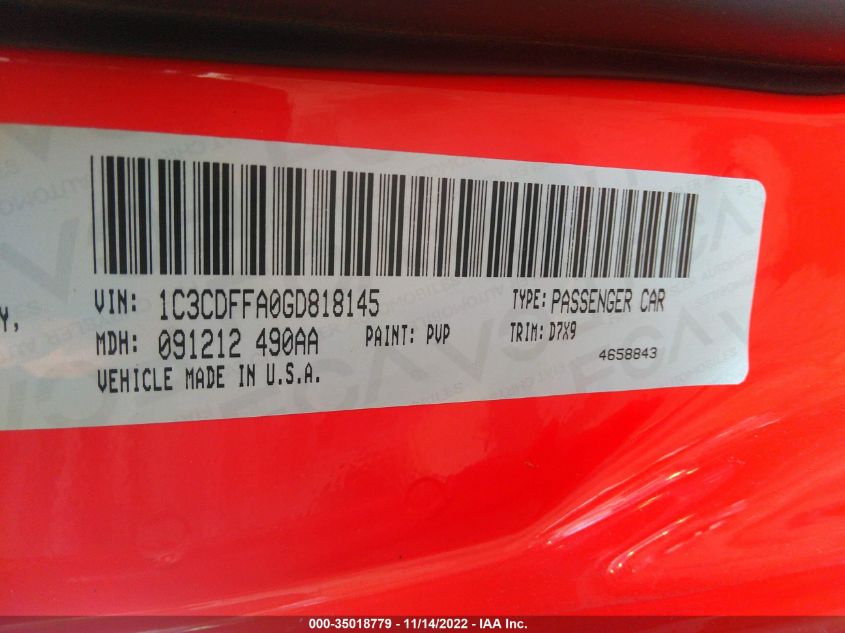 VIN: 1C3CDFFA0GD818145 TYPE: PASSENGER CAR
Y,
MDH: 091212 490AA PAINT: PVP TRIM: D7X9
4658843
VEHICLE MADE IN U.S.A.
000-35018779 - 11/14/2022 - IAA Inc.